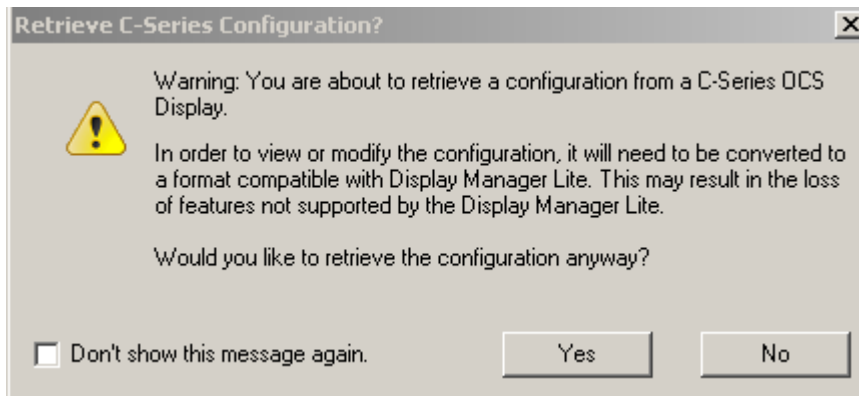 Retrieve C-Series Configuration?
Warning: You are about to retrieve a configuration from a C-Series OCS
Display.
In order to view or modify the configuration, it will need to be converted to
a format compatible with Display Manager Lite. This may result in the loss
of features not supported by the Display Manager Lite.
Would you like to retrieve the configuration anyway?
Don't show this message again.
Yes
No